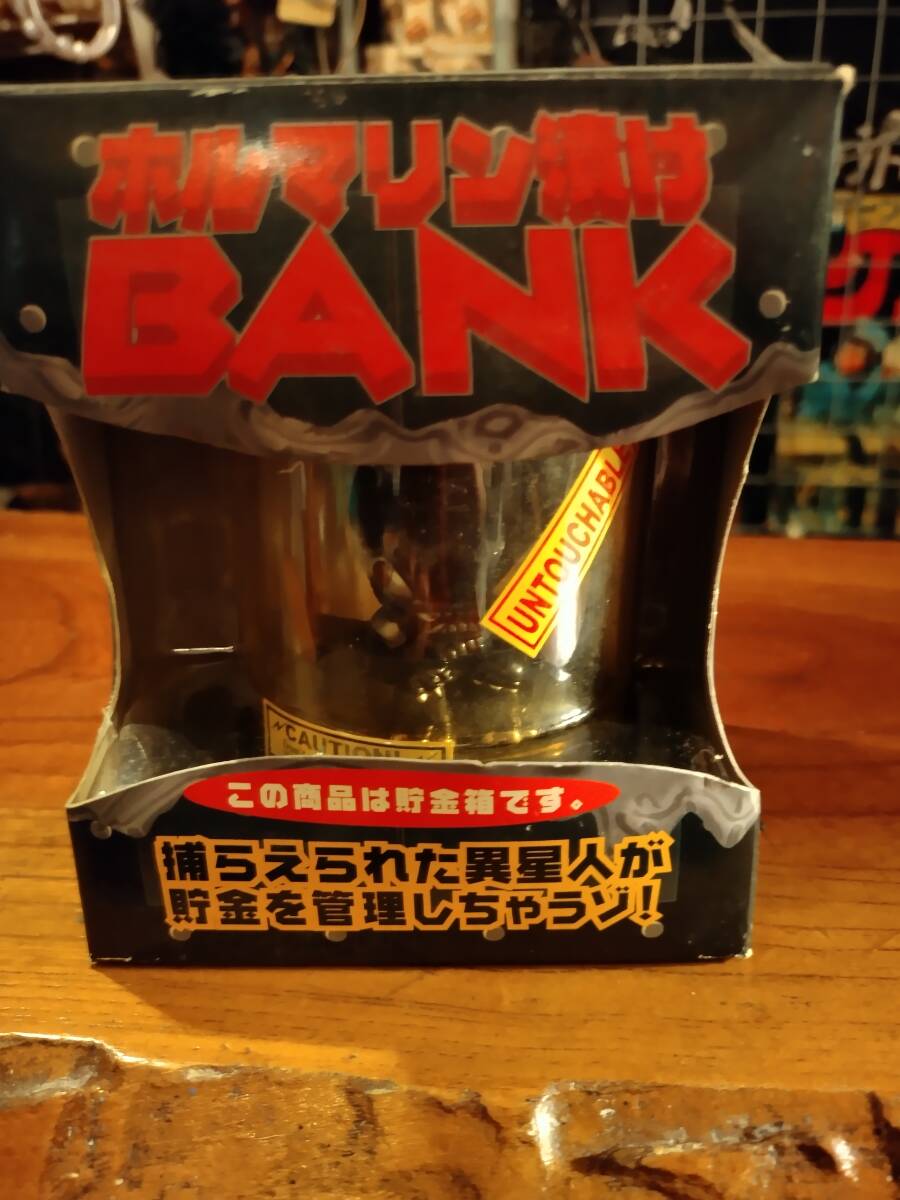 ホルマリン漬け
BANK
UNTOUCHABLE
CAUTION!
この商品は貯金箱です。
捕らえられた異星人が
貯金を管理しちゃうゾ!